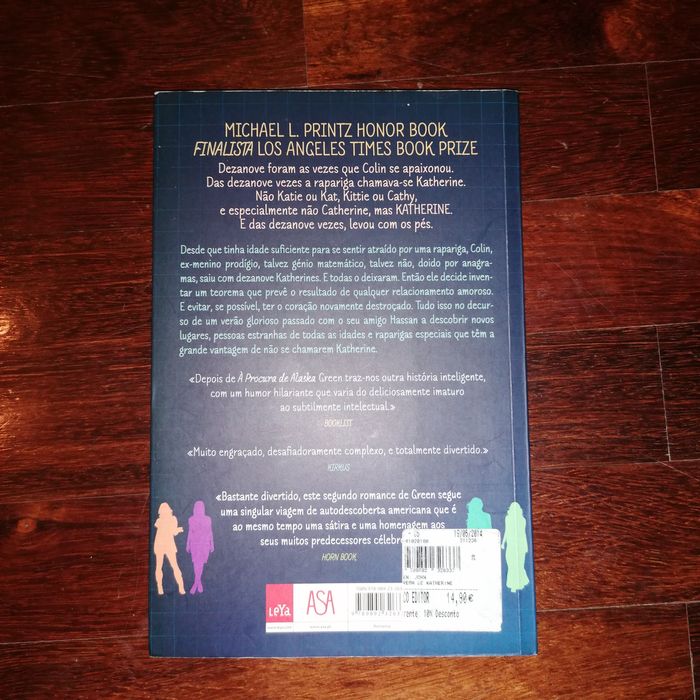 MICHAEL L. PRINTZ HONOR BOOK
FINALISTA LOS ANGELES TIMES BOOK PRIZE
Dezanove foram as vezes que Colin se apaixonou.
Das dezanove vezes a rapariga chamava-se Katherine.
Não Katie ou Kat, Kittie ou Cathy,
e especialmente não Catherine, mas KATHERINE.
E das dezanove vezes, levou com os pés.
Desde que tinha idade suficiente para se sentir atraído por uma rapariga, Colin,
ex-menino prodígio, talvez génio matemático, talvez não, doido por anagra-
mas, saiu com dezanove Katherines. E todas o deixaram. Então ele decide inven-
tar um teorema que prevê o resultado de qualquer relacionamento amoroso.
E evitar, se possível, ter o coração novamente destroçado. Tudo isso no decur-
so de um verão glorioso passado com o seu amigo Hassan a descobrir novos
lugares, pessoas estranhas de todas as idades e raparigas especiais que têm a
grande vantagem de não se chamarem Katherine.
«Depois de À Procura de Alaska Green traz-nos outra história inteligente,
com um humor hilariante que varia do deliciosamente imaturo
ao subtilmente intelectual.»
BOOKLIST
«Muito engraçado, desafiadoramente complexo, e totalmente divertido.»
KIRKUS
«Bastante divertido, este segundo romance de Green segue
uma singular viagem de autodescoberta americana que é
ao mesmo tempo uma sátira e uma homenagem aos
seus muitos predecessores célebre
HORN BOOK
19/05/2014
JOHN
KATHERINE
EDITOR 14,90€
10% Desconto
LEYA
ASA